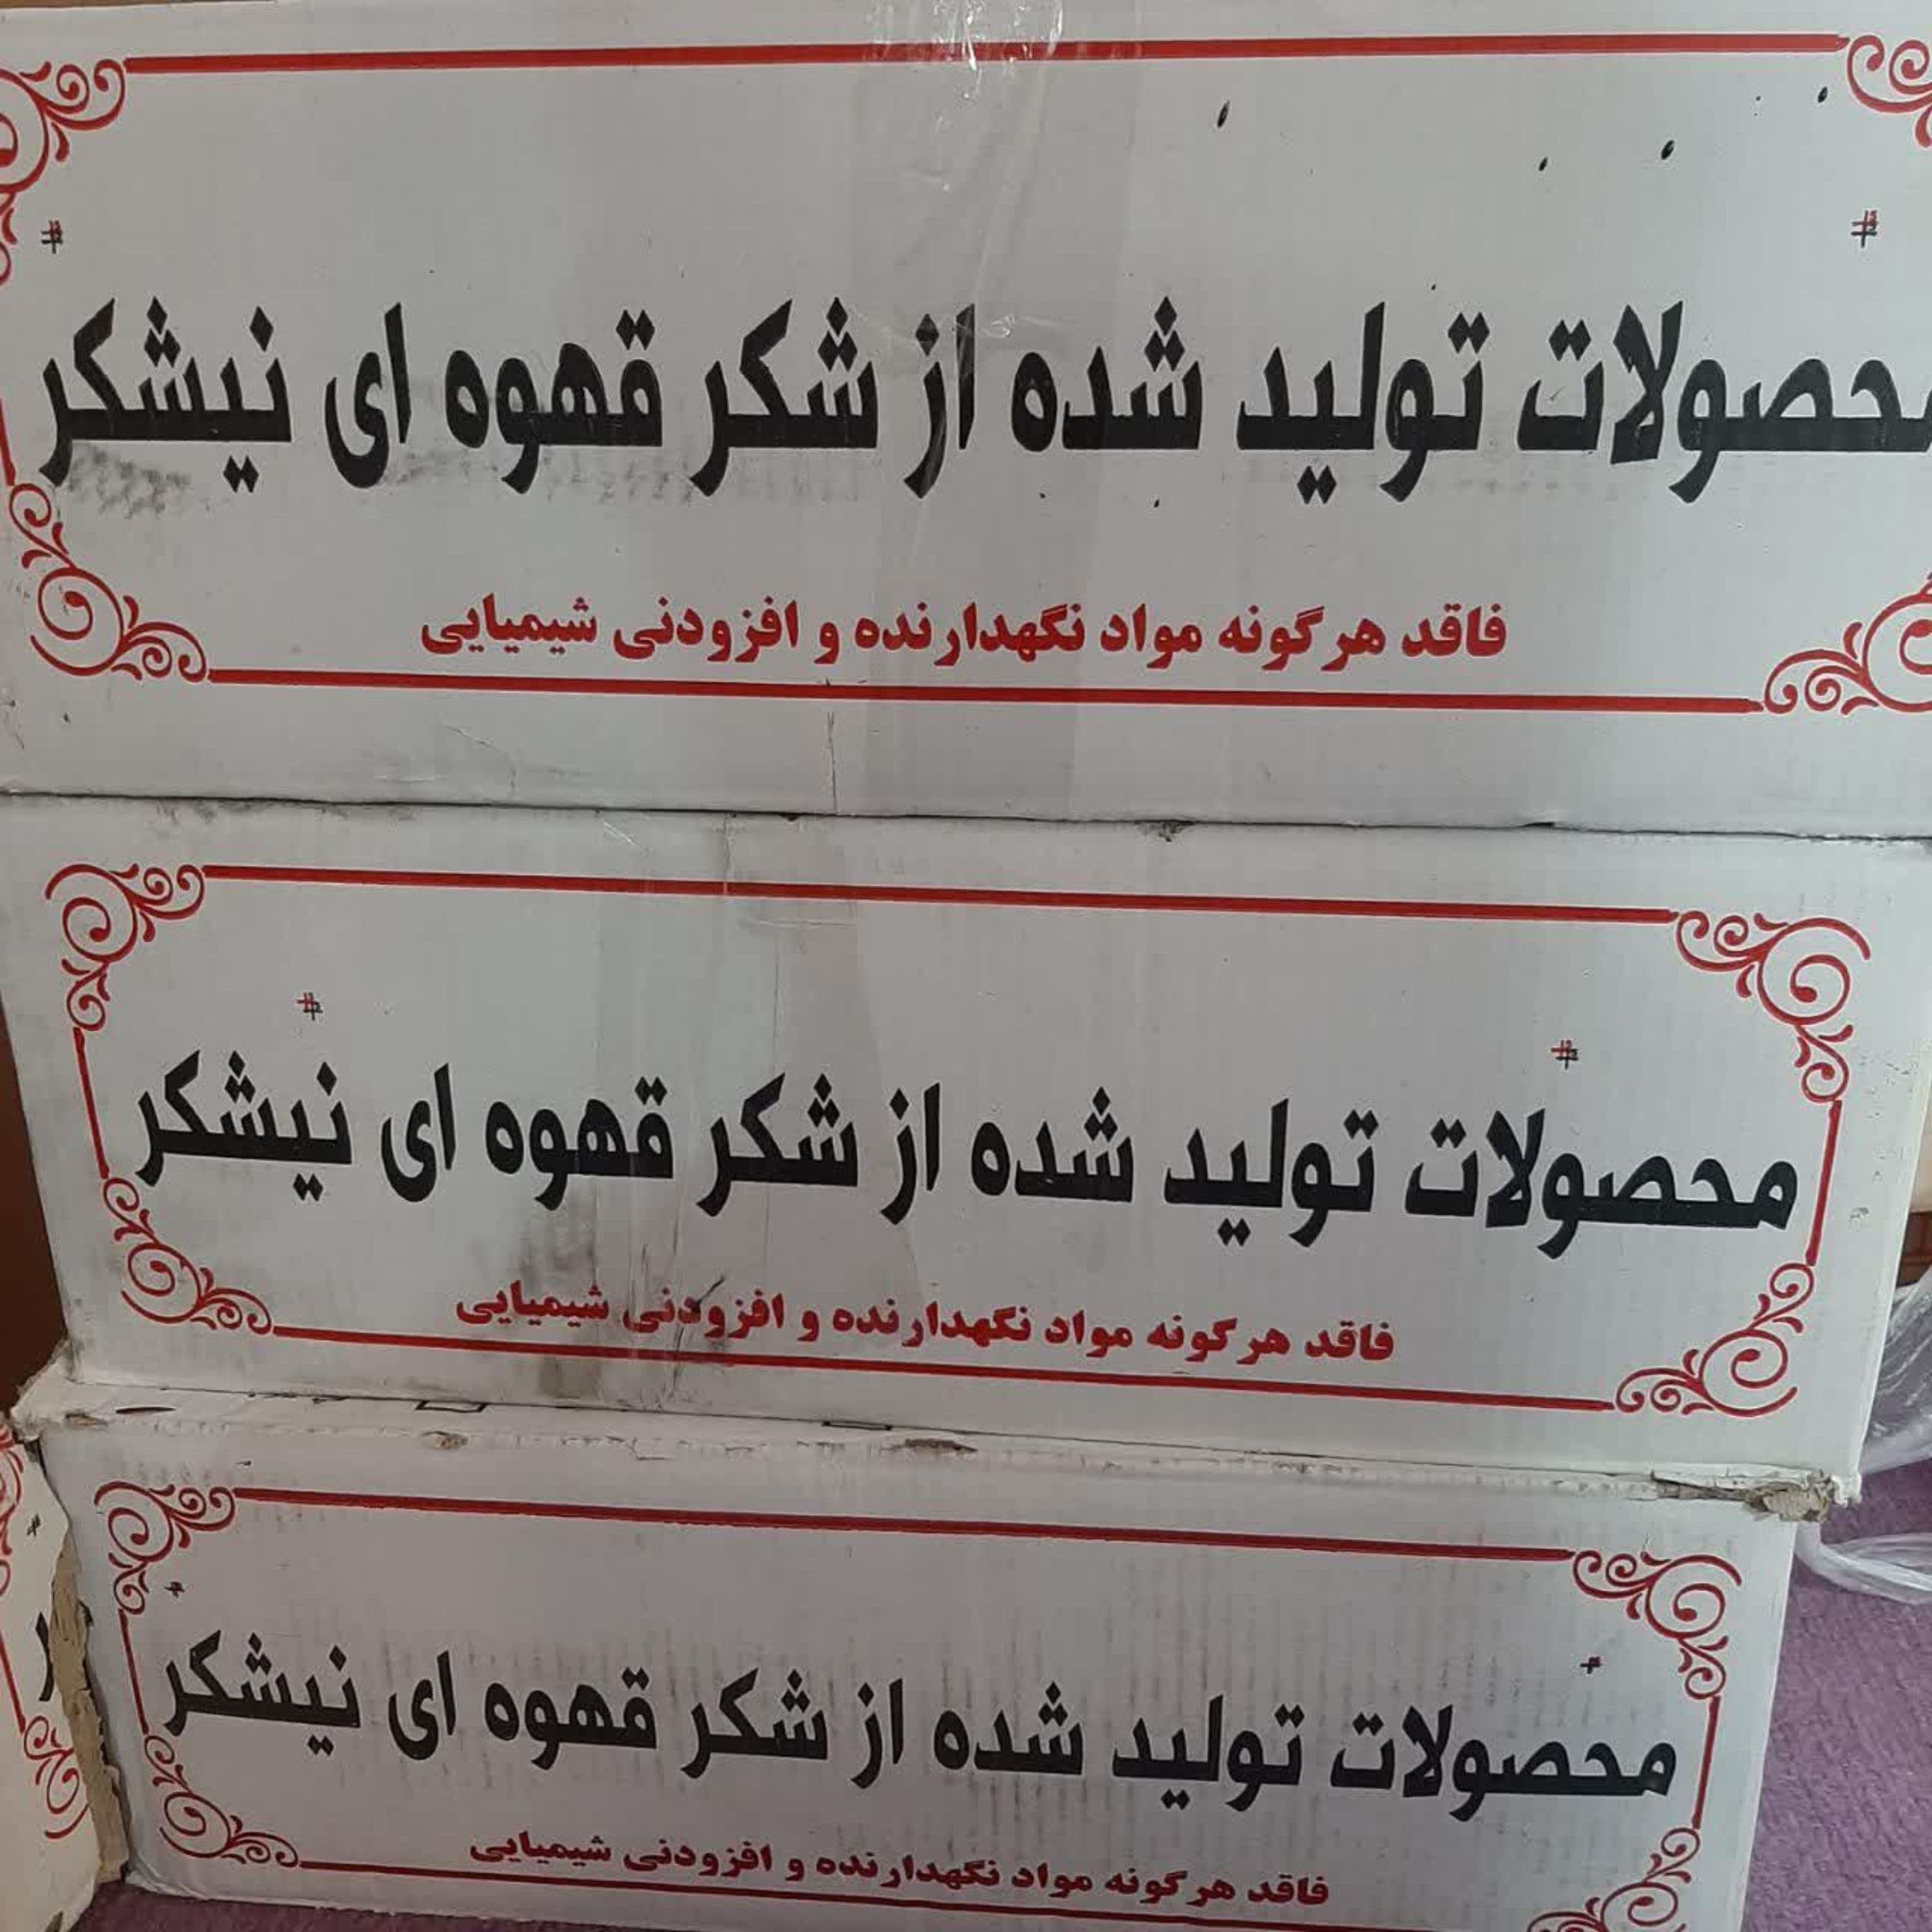 محصولات تولید شده از شکر قهوه ای نیشکر
فاقد هرگونه مواد نگهدارنده و افزودنی شیمیایی
محصولات تولید شده از شکر قهوه ای نیشکر
فاقد هرگونه مواد نگهدارنده و افزودنی شیمیایی
محصولات تولید شده از شکر قهوه ای نیشکر
فاقد هرگونه مواد نگهدارنده و افزودنی شیمیایی